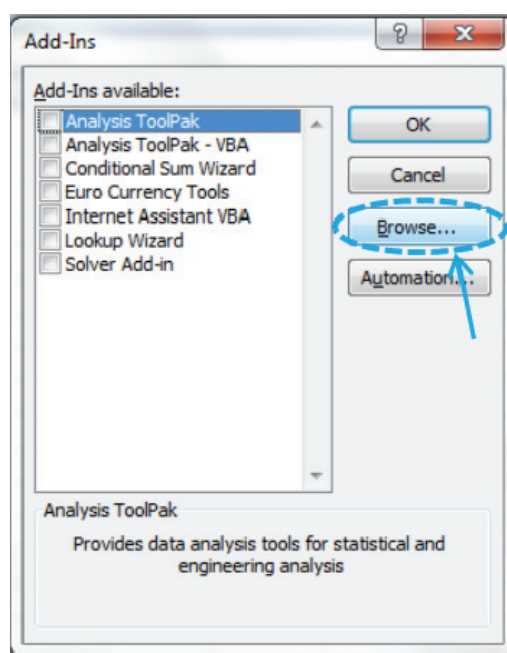 Add-Ins
?
Add-Ins available:
Analysis ToolPak
Analysis ToolPak - VBA
Conditional Sum Wizard
Euro Currency Tools
Internet Assistant VBA
Lookup Wizard
Solver Add-in
OK
Cancel
Browse...
Automation...
Analysis ToolPak
Provides data analysis tools for statistical and
engineering analysis